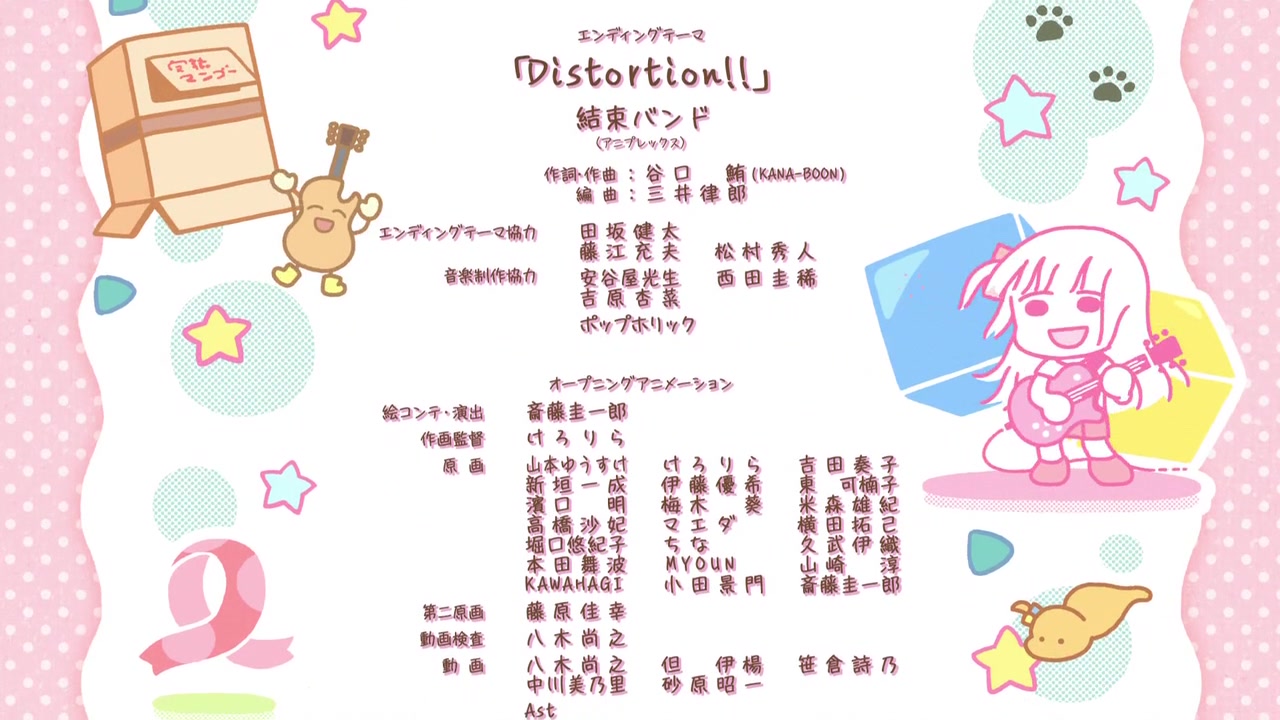 完熟
マンゴー
エンディングテーマ
「Distortion!!」
結束バンド
(アニプレックス)
作詞・作曲：谷口 鮪(KANA-BOON)
編曲：三井律郎
エンディングテーマ協力 田坂健太
藤江充夫 松村秀人
音楽制作協力 安谷屋光生 西田圭稀
吉原杏菜
ポップホリック
オープニングアニメーション
絵コンテ・演出 斎藤圭一郎
作画監督 けろりら
原画 山本ゆうすけ けろりら 吉田奏子
新垣一成 伊藤優希 東 可楠子
濱口 明 梅木 葵 米森雄紀
高橋沙妃 マエダ 横田拓己
堀口悠紀子 ちな 久武伊織
本田舞波 MYOUN 山崎 淳
KAWAHAGI 小田景門 斎藤圭一郎
第二原画 藤原佳幸
動画検査 八木尚之
動画 八木尚之 但 伊楊 笹倉詩乃
中川美乃里 砂原昭一
Ast